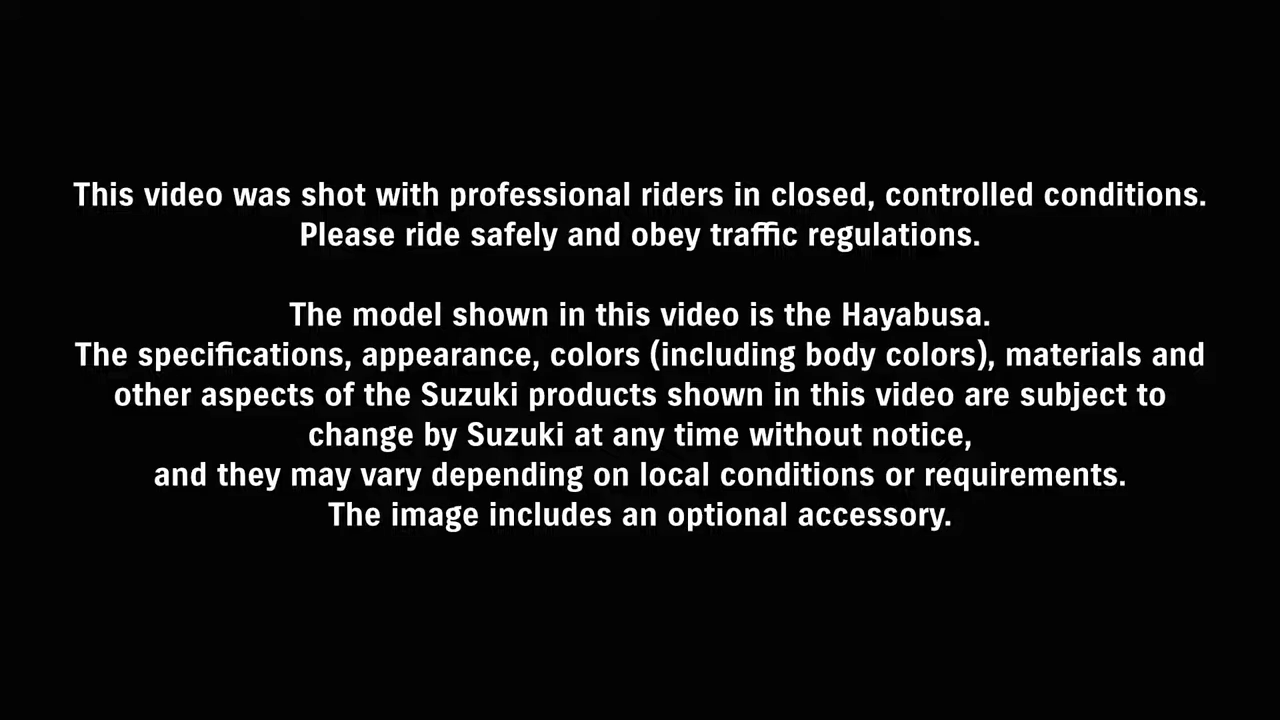 This video was shot with professional riders in closed, controlled conditions.
Please ride safely and obey traffic regulations.
The model shown in this video is the Hayabusa.
The specifications, appearance, colors (including body colors), materials and
other aspects of the Suzuki products shown in this video are subject to
change by Suzuki at any time without notice,
and they may vary depending on local conditions or requirements.
The image includes an optional accessory.